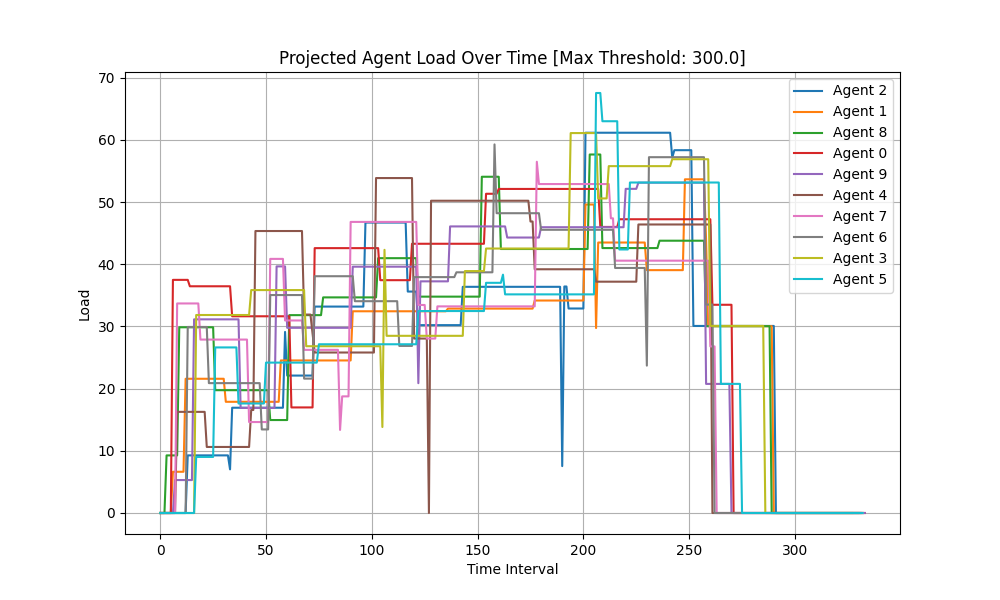 Projected Agent Load Over Time [Max Threshold: 300.0]
Load
70
60
50
40
30
20
10
0
0 50 100 150 200 250 300
Time Interval
Agent 2
Agent 1
Agent 8
Agent 0
Agent 9
Agent 4
Agent 7
Agent 6
Agent 3
Agent 5